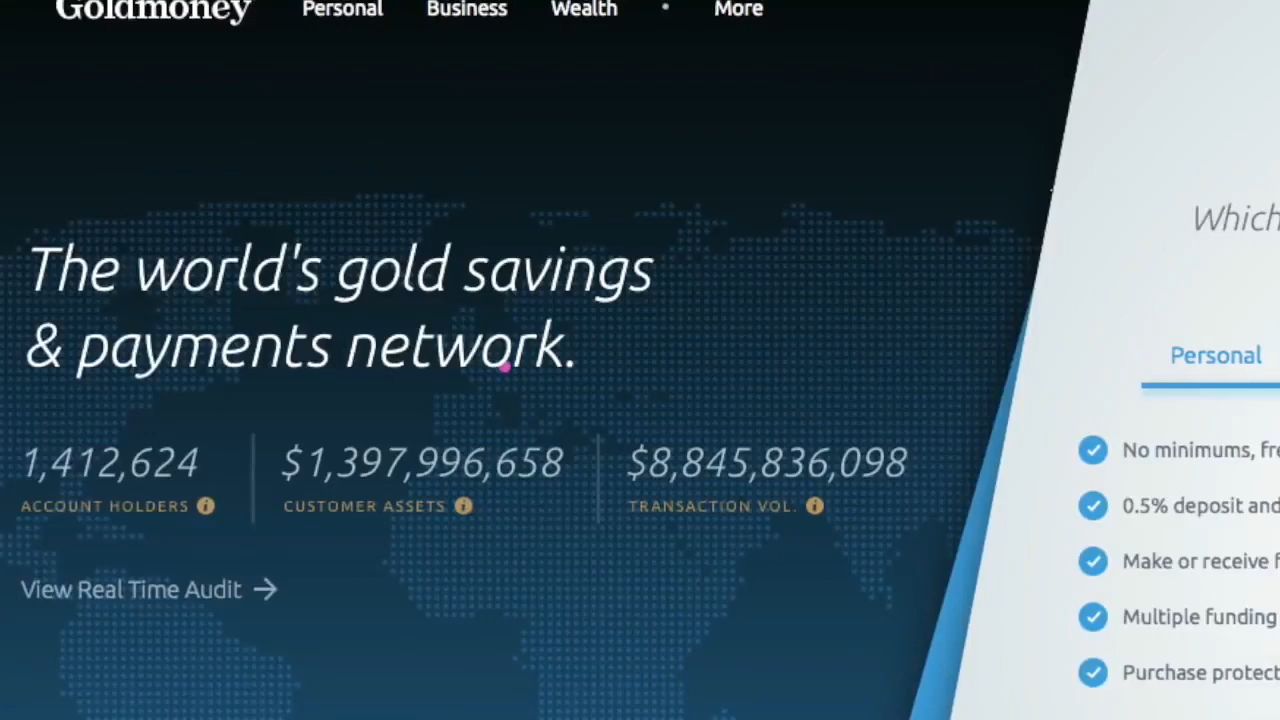 Goldmoney Personal Business Wealth • More
The world's gold savings
& payments network.
1,412,624 $1,397,996,658 $8,845,836,098
ACCOUNT HOLDERS CUSTOMER ASSETS TRANSACTION VOL.
View Real Time Audit →
Which
Personal
No minimums, fre
0.5% deposit and
Make or receive f
Multiple funding
Purchase protect